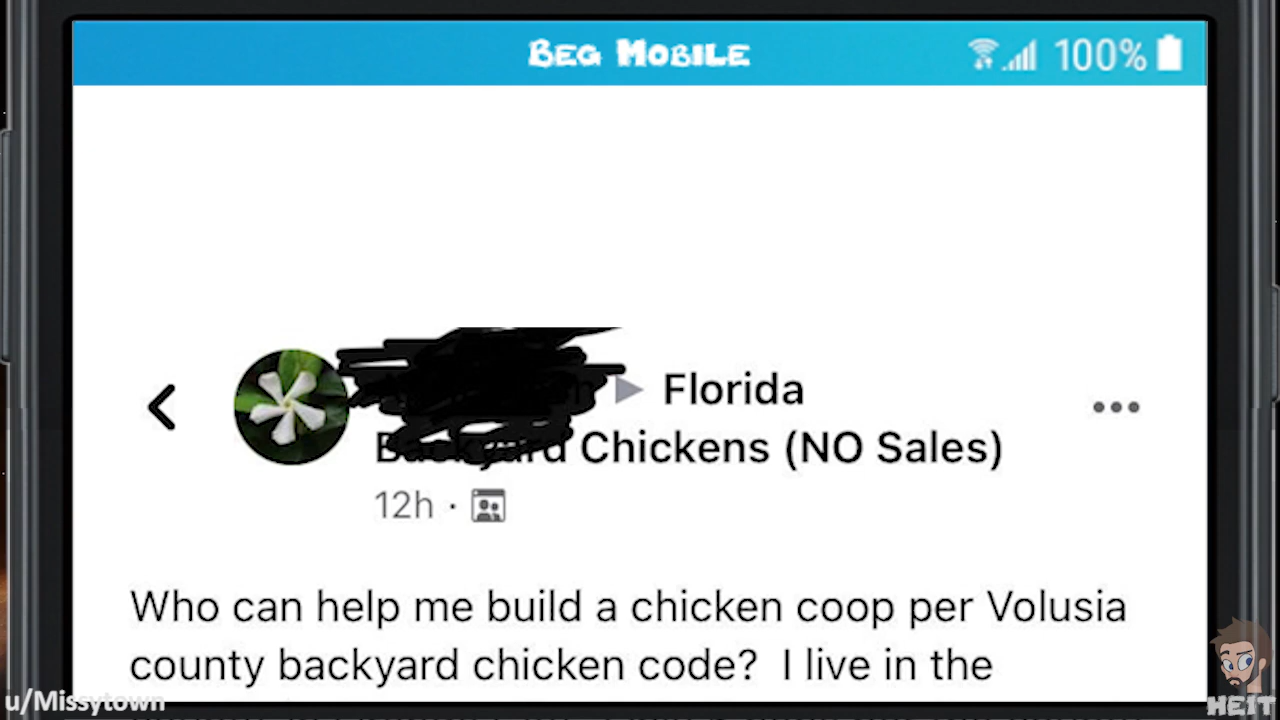 Beg Mobile 100%
Florida
Backyard Chickens (NO Sales)
12h ·
Who can help me build a chicken coop per Volusia
county backyard chicken code? I live in the
u/Missytown
HEIT